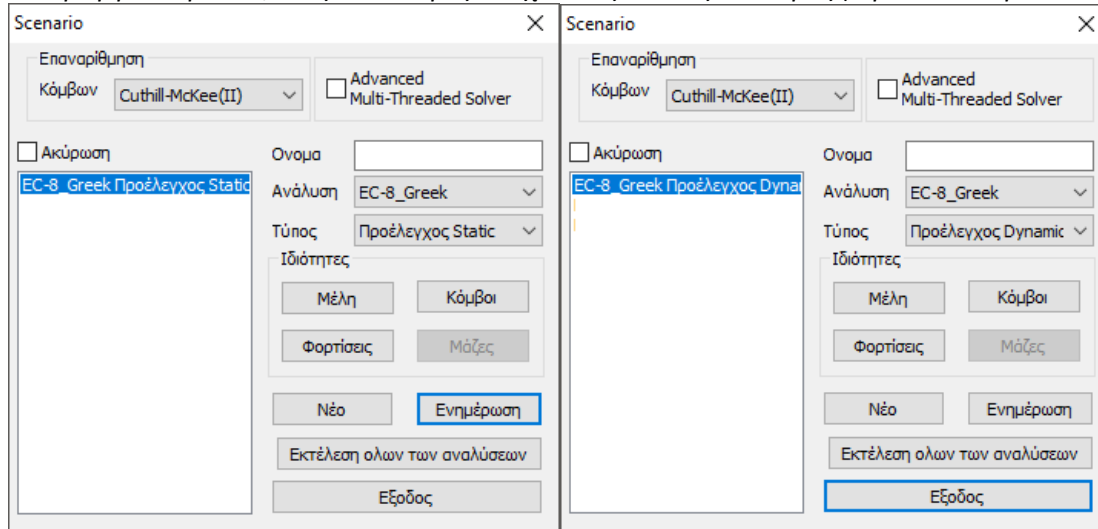 Scenario
Επαναρίθμηση
Κόμβων Cuthill-McKee(II)
Advanced
Multi-Threaded Solver
Ακύρωση
Ονομα
EC-8_Greek Προέλεγχος Static
Ανάλυση EC-8_Greek
Τύπος Προέλεγχος Static
Ιδιότητες
Μέλη Κόμβοι
Φορτίσεις Μάζες
Νέο Ενημέρωση
Εκτέλεση ολων των αναλύσεων
Εξοδος
Scenario
Επαναρίθμηση
Κόμβων Cuthill-McKee(II)
Advanced
Multi-Threaded Solver
Ακύρωση
Ονομα
EC-8_Greek Προέλεγχος Dynam
Ανάλυση EC-8_Greek
Τύπος Προέλεγχος Dynamic
Ιδιότητες
Μέλη Κόμβοι
Φορτίσεις Μάζες
Νέο Ενημέρωση
Εκτέλεση ολων των αναλύσεων
Εξοδος